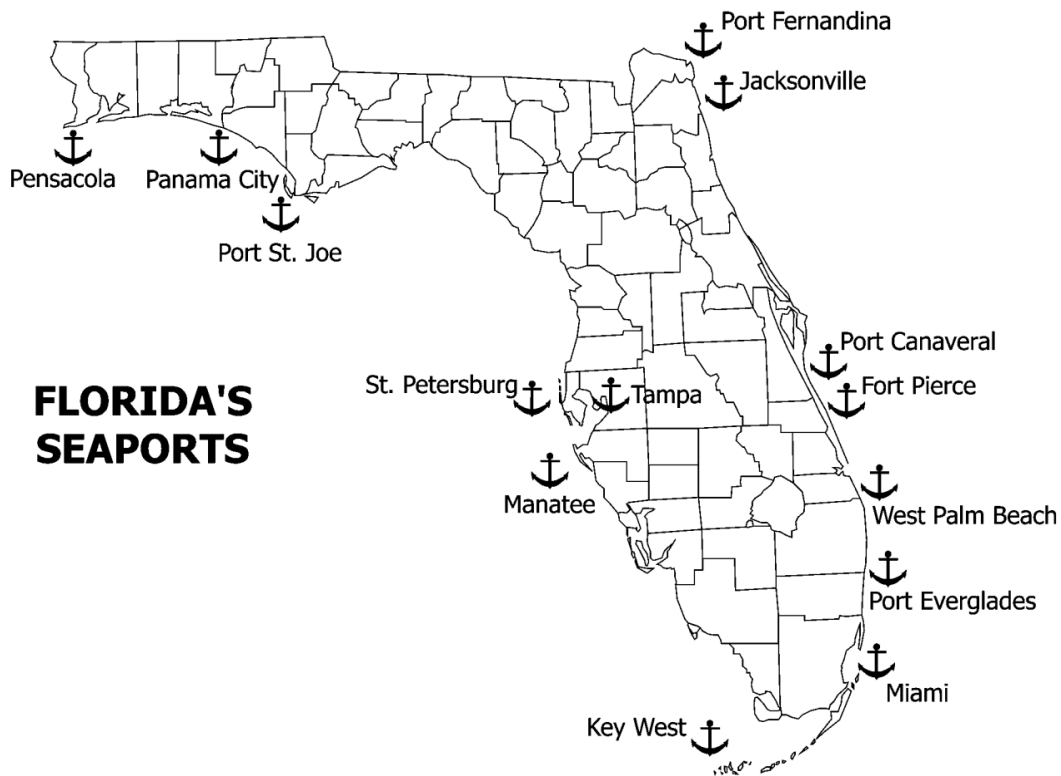 Port Fernandina
Jacksonville
Pensacola
Panama City
Port St. Joe
Port Canaveral
St. Petersburg
Tampa
Fort Pierce
FLORIDA'S
SEAPORTS
Manatee
West Palm Beach
Port Everglades
Miami
Key West